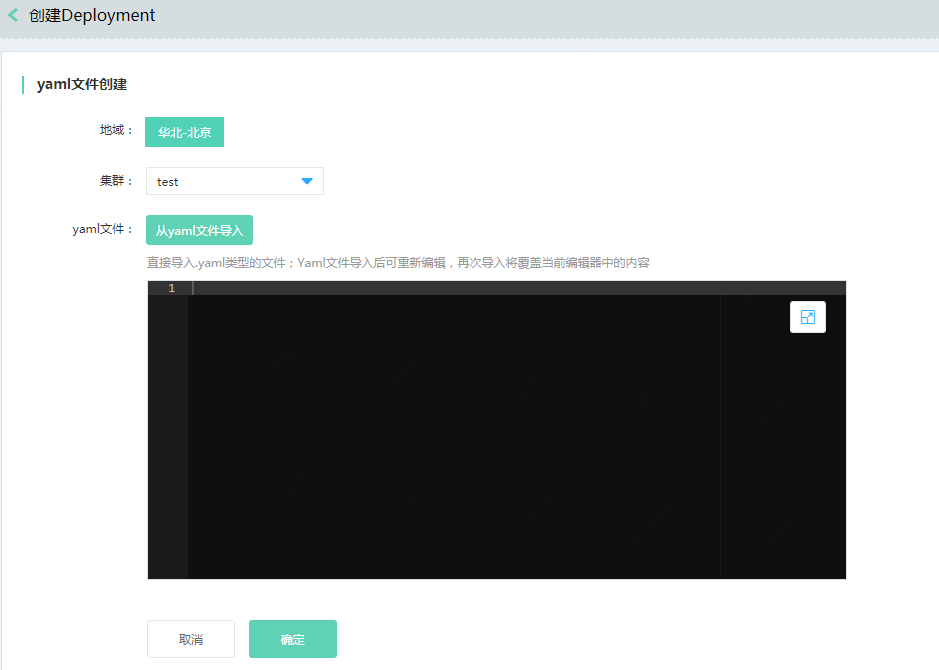 创建Deployment
yaml文件创建
地域：
华北-北京
集群：
test
yaml文件：
从yaml文件导入
直接导入.yaml类型的文件；Yaml文件导入后可重新编辑，再次导入将覆盖当前编辑器中的内容
1
取消
确定